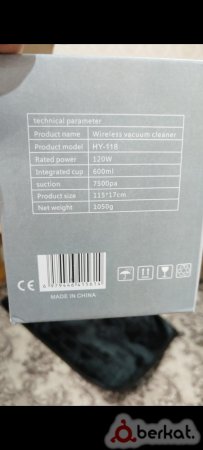 technical parameter
Product name Wireless vacuum cleaner
Product model HY-118
Rated power 120W
Integrated cup 600ml
suction 7500pa
Product size 115*17cm
Net weight 1050g
CE
MADE IN CHINA
berkat.